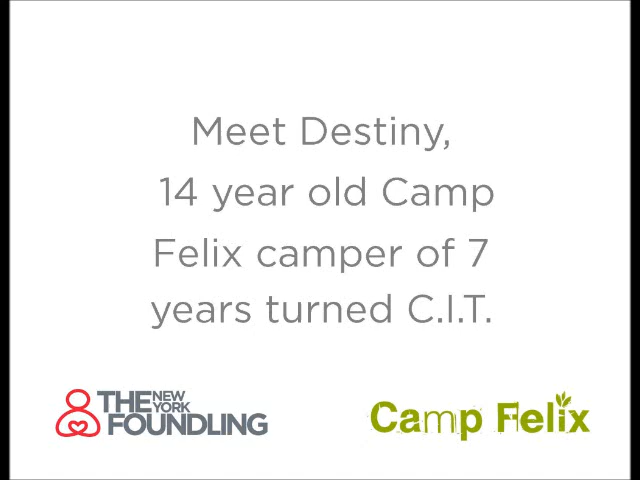 Meet Destiny,
14 year old Camp
Felix camper of 7
years turned C.I.T.
THE NEW YORK FOUNDLING
Camp Felix